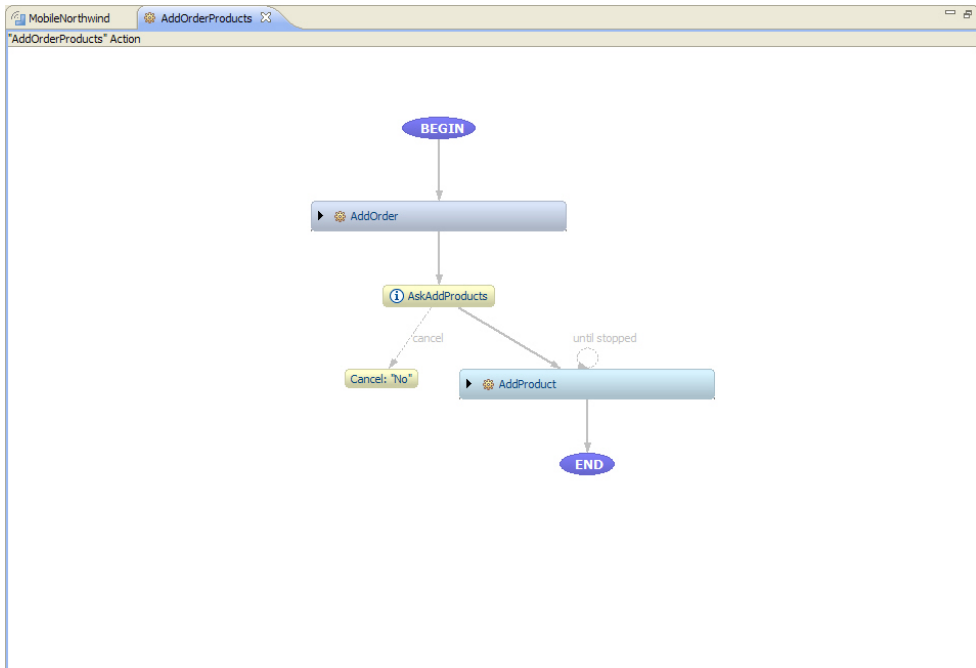 MobileNorthwind
AddOrderProducts
"AddOrderProducts" Action
BEGIN
AddOrder
AskAddProducts
cancel
until stopped
Cancel: "No"
AddProduct
END